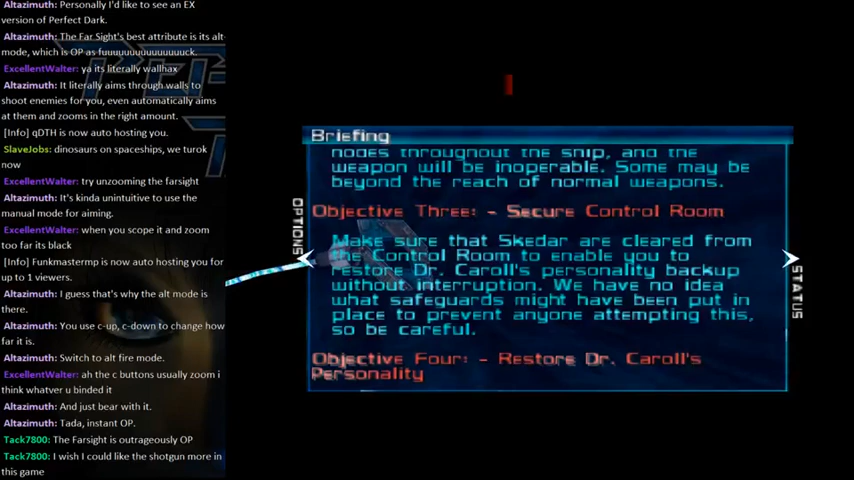 Altazimuth: Personally I'd like to see an EX
version of Perfect Dark.
Altazimuth: The Far Sight's best attribute is its alt
mode, which is OP as fuuuuuuuuuuuuuuck.
ExcellentWalter: ya its literally wallhax
Altazimuth: It literally aims through walls to
shoot enemies for you, even automatically aims
at them and zooms in the right amount.
[Info] qDTH is now auto hosting you.
SlaveJobs: dinosaurs on spaceships, we turok
now
ExcellentWalter: try unzooming the farsight
Altazimuth: It's kinda unintuitive to use the
manual mode for aiming.
ExcellentWalter: when you scope it and zoom
too far its black
[Info] Funkmastermp is now auto hosting you for
up to 1 viewers.
Altazimuth: I guess that's why the alt mode is
there.
Altazimuth: You use c-up, c-down to change how
far it is.
Altazimuth: Switch to alt fire mode.
ExcellentWalter: ah the c buttons usually zoom i
think whatver u binded it
Altazimuth: And just bear with it.
Altazimuth: Tada, instant OP.
Tack7800: The Farsight is outrageously OP
Tack7800: I wish I could like the shotgun more in
this game
Briefing
nodes throughout the ship, and the
weapon will be inoperable. Some may be
beyond the reach of normal weapons.
Objective Three: - Secure Control Room
Make sure that Skedar are cleared from
the Control Room to enable you to
restore Dr. Caroll's personality backup
without interruption. We have no idea
what safeguards might have been put in
place to prevent anyone attempting this,
so be careful.
Objective Four: - Restore Dr. Caroll's
Personality
OPTIONS
STATUS